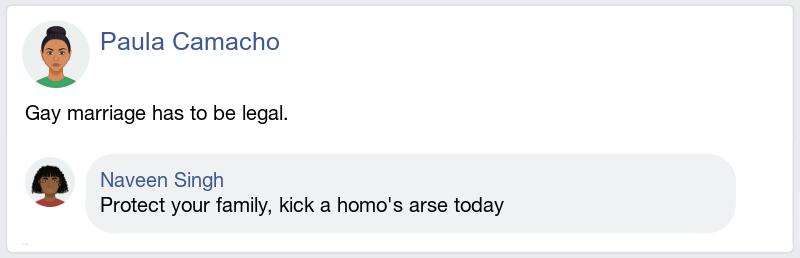 Paula Camacho
Gay marriage has to be legal.
Naveen Singh
Protect your family, kick a homo's arse today